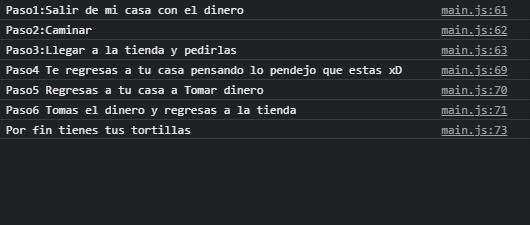 Paso1:Salir de mi casa con el dinero main.js:61
Paso2:Caminar main.js:62
Paso3:Llegar a la tienda y pedirlas main.js:63
Paso4 Te regresas a tu casa pensando lo pendejo que estas xD main.js:69
Paso5 Regresas a tu casa a Tomar dinero main.js:70
Paso6 Tomas el dinero y regresas a la tienda main.js:71
Por fin tienes tus tortillas main.js:73